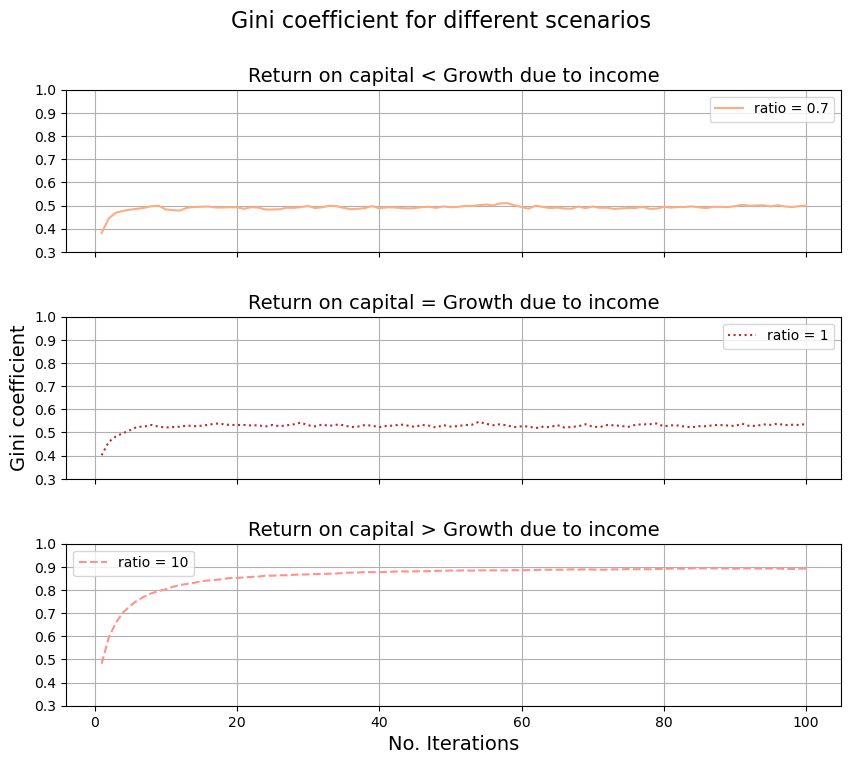 Gini coefficient for different scenarios
Return on capital < Growth due to income
1.0
0.9
0.8
0.7
0.6
0.5
0.4
0.3
ratio = 0.7
Return on capital = Growth due to income
Gini coefficient
1.0
0.9
0.8
0.7
0.6
0.5
0.4
0.3
ratio = 1
Return on capital > Growth due to income
1.0
0.9
0.8
0.7
0.6
0.5
0.4
0.3
ratio = 10
0 20 40 60 80 100
No. Iterations